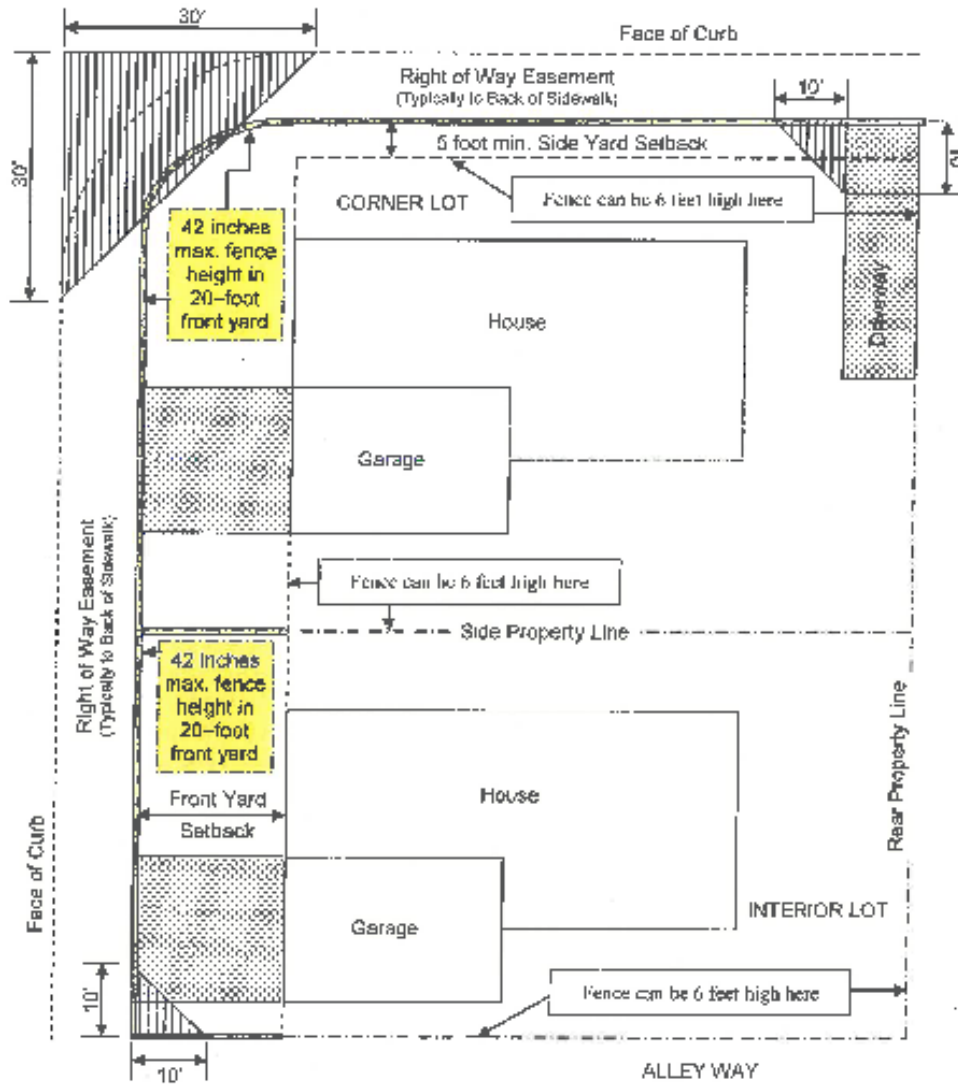 30'
Face of Curb
Right of Way Easement
(Typically to Back of Sidewalk)
10'
30'
5 foot min. Side Yard Setback
10'
CORNER LOT
Fence can be 6 feet high here
42 inches
max. fence
height in
20-foot
front yard
House
Driveway
Garage
Fence can be 6 feet high here
Right of Way Easement
(Typically to Back of Sidewalk)
Side Property Line
42 inches
max. fence
height in
20-foot
front yard
Front Yard
Setback
House
Rear Property Line
Face of Curb
INTERIOR LOT
Garage
Fence can be 6 feet high here
10'
10'
ALLEY WAY